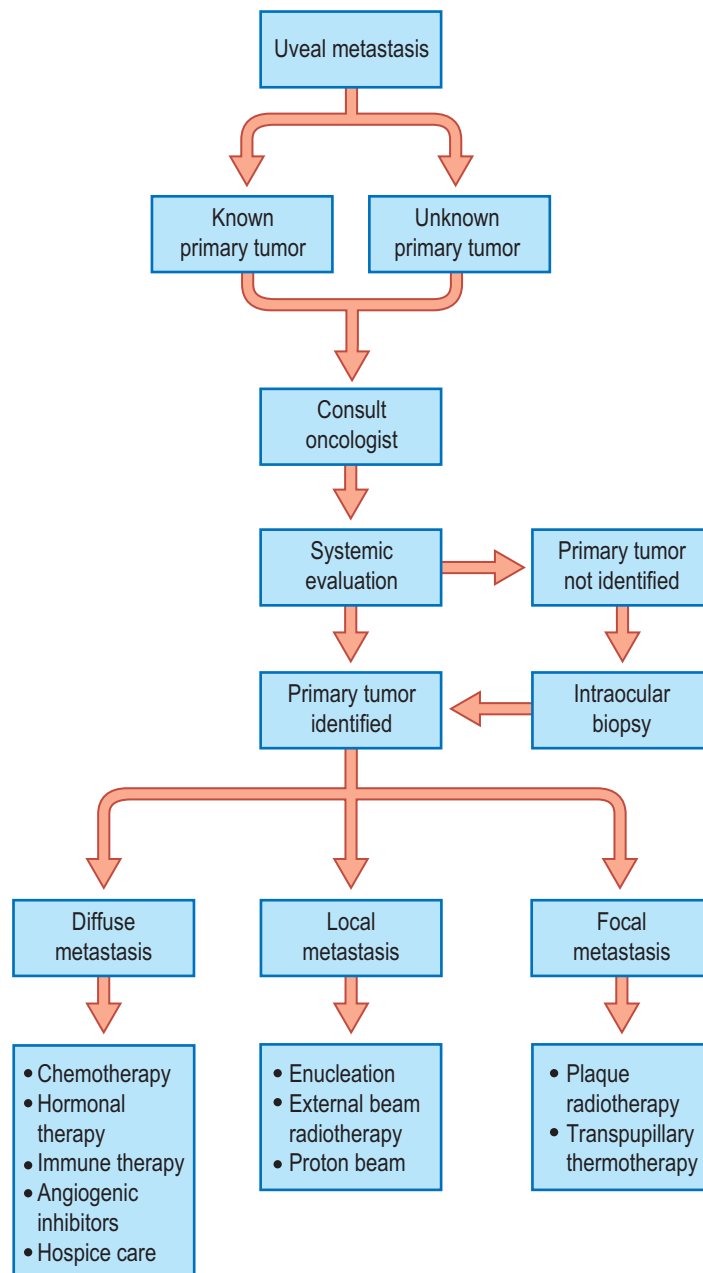 Uveal metastasis
Known
primary tumor
Unknown
primary tumor
Consult
oncologist
Systemic
evaluation
Primary tumor
not identified
Primary tumor
identified
Intraocular
biopsy
Diffuse
metastasis
Local
metastasis
Focal
metastasis
• Chemotherapy
• Hormonal
therapy
• Immune therapy
• Angiogenic
inhibitors
• Hospice care
• Enucleation
• External beam
radiotherapy
• Proton beam
• Plaque
radiotherapy
• Transpupillary
thermotherapy